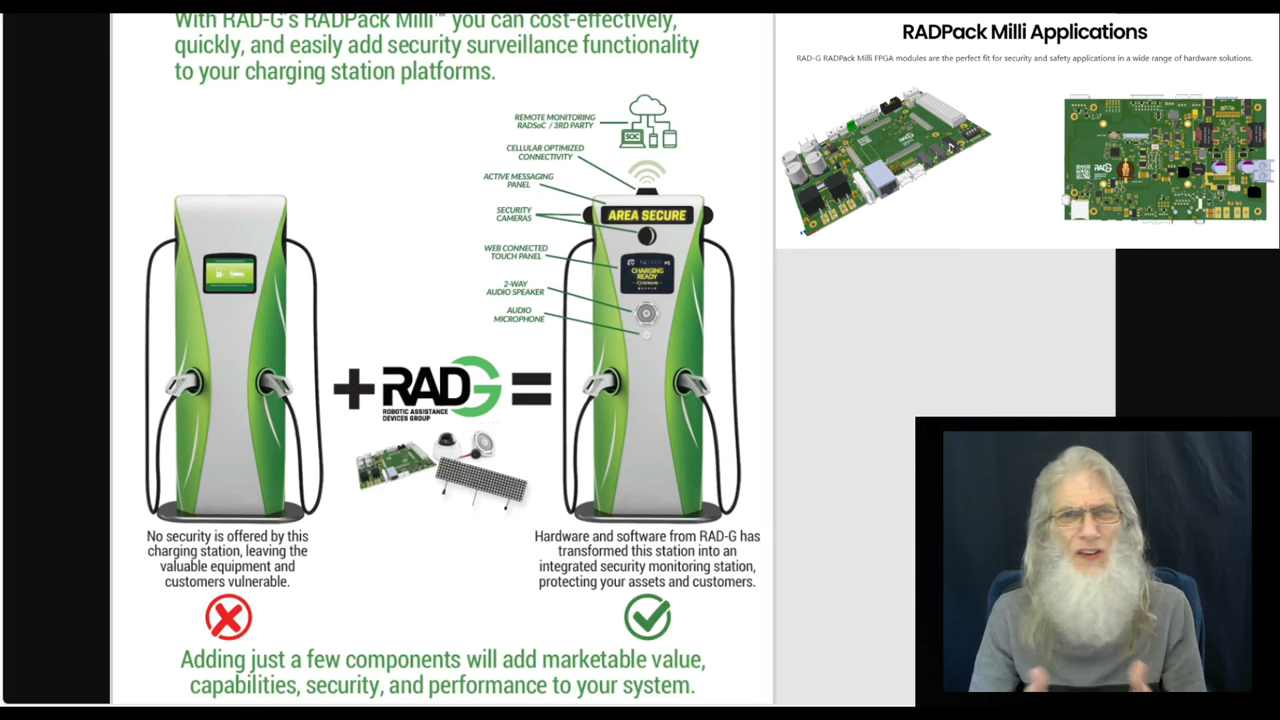 With RAD-G's RADPack Milli™ you can cost-effectively,
quickly, and easily add security surveillance functionality
to your charging station platforms.
REMOTE MONITORING
RADSoC / 3RD PARTY
SOC
CELLULAR OPTIMIZED
CONNECTIVITY
ACTIVE MESSAGING
PANEL
AREA SECURE
SECURITY
CAMERAS
WEB CONNECTED
TOUCH PANEL
CHARGING
READY
2-WAY
AUDIO SPEAKER
AUDIO
MICROPHONE
+ RADG =
ROBOTIC ASSISTANCE
DEVICES GROUP
No security is offered by this
charging station, leaving the
valuable equipment and
customers vulnerable.
Hardware and software from RAD-G has
transformed this station into an
integrated security monitoring station,
protecting your assets and customers.
Adding just a few components will add marketable value,
capabilities, security, and performance to your system.
RADPack Milli Applications
RAD-G RADPack Milli FPGA modules are the perfect fit for security and safety applications in a wide range of hardware solutions.